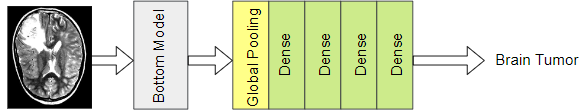 Bottom Model
Global Pooling
Dense
Dense
Dense
Dense
Brain Tumor